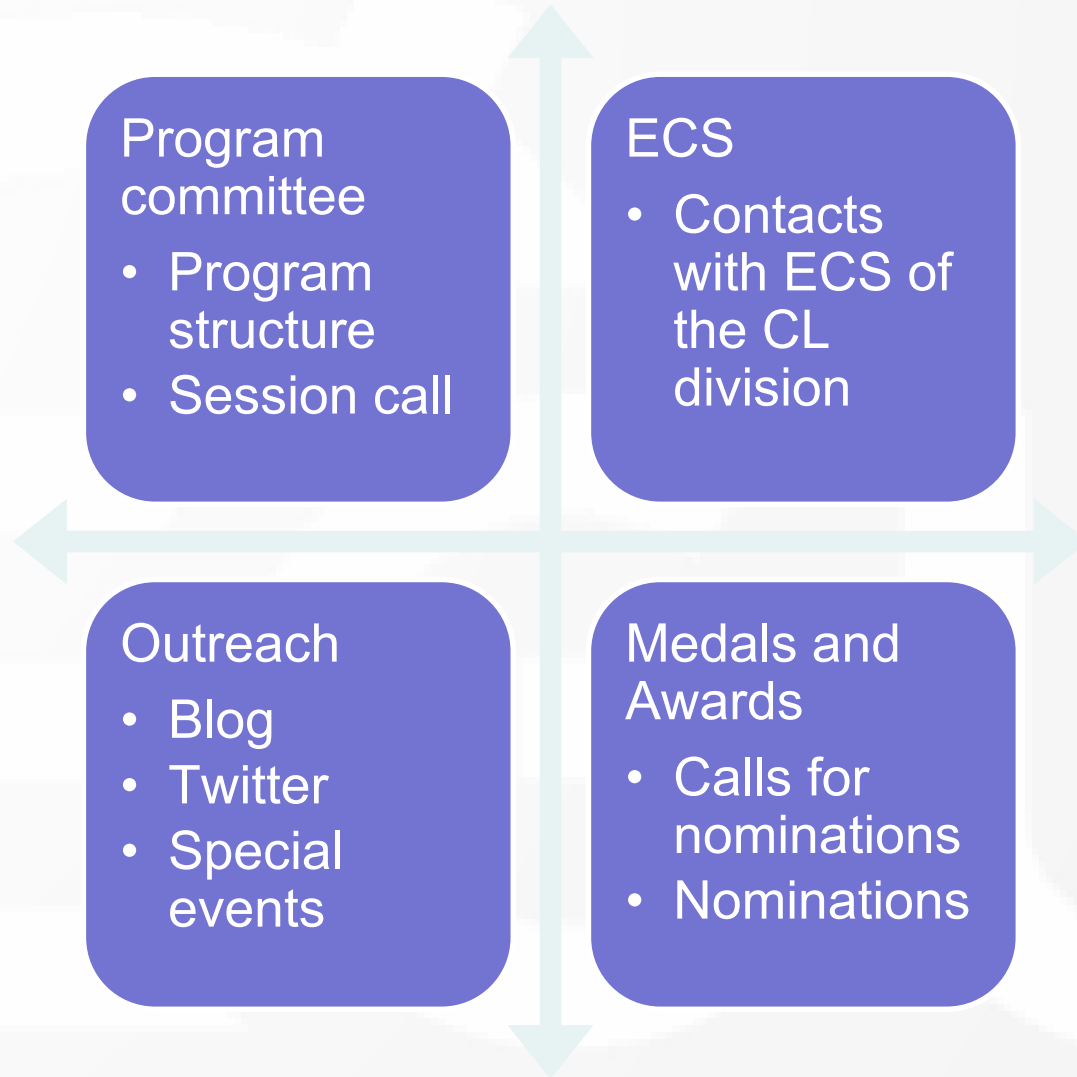 Program
committee
• Program
structure
• Session call
ECS
• Contacts
with ECS of
the CL
division
Outreach
• Blog
• Twitter
• Special
events
Medals and
Awards
• Calls for
nominations
• Nominations